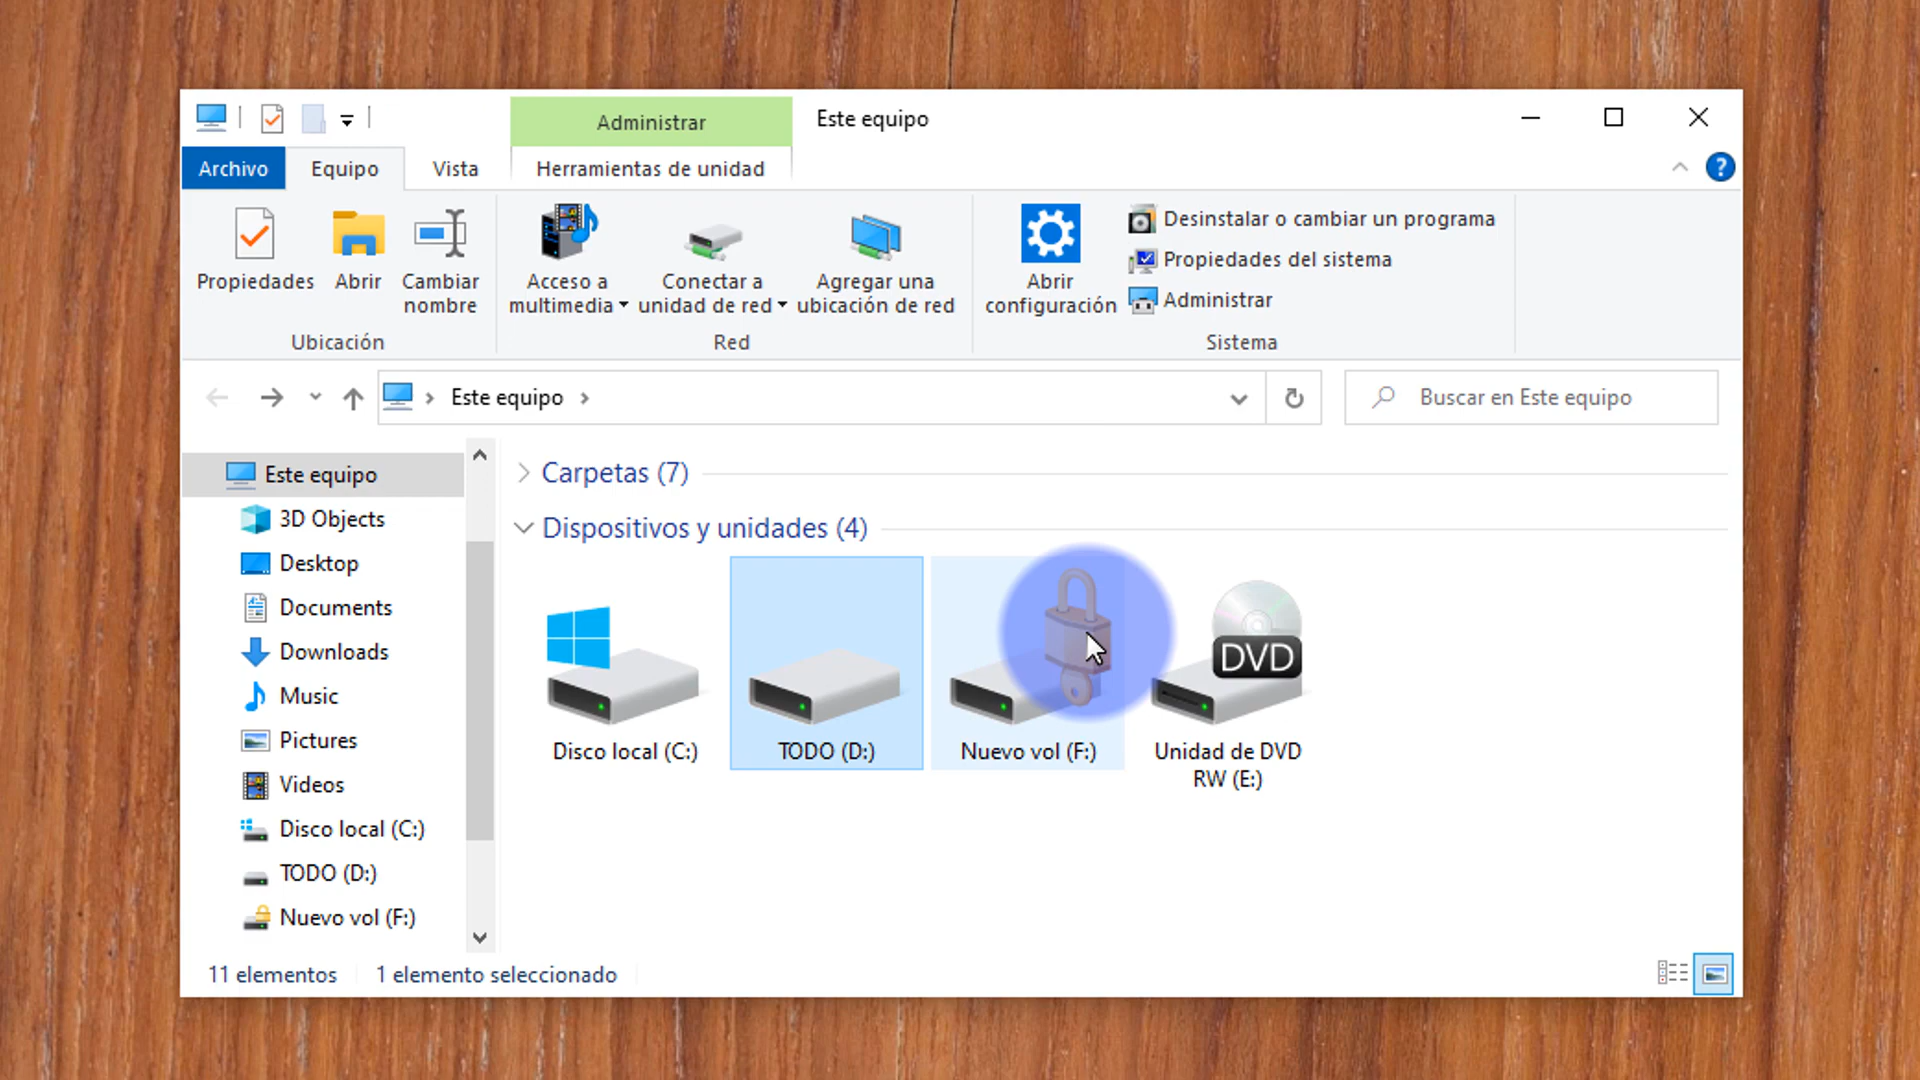 Administrar
Este equipo
Archivo
Equipo
Vista
Herramientas de unidad
?
Propiedades
Abrir
Cambiar
nombre
Acceso a
multimedia
Conectar a
unidad de red
Agregar una
ubicación de red
Abrir
configuración
Desinstalar o cambiar un programa
Propiedades del sistema
Administrar
Ubicación
Red
Sistema
Este equipo
Buscar en Este equipo
Este equipo
3D Objects
Desktop
Documents
Downloads
Music
Pictures
Videos
Disco local (C:)
TODO (D:)
Nuevo vol (F:)
Carpetas (7)
Dispositivos y unidades (4)
DVD
Disco local (C:)
TODO (D:)
Nuevo vol (F:)
Unidad de DVD
RW (E:)
11 elementos
1 elemento seleccionado